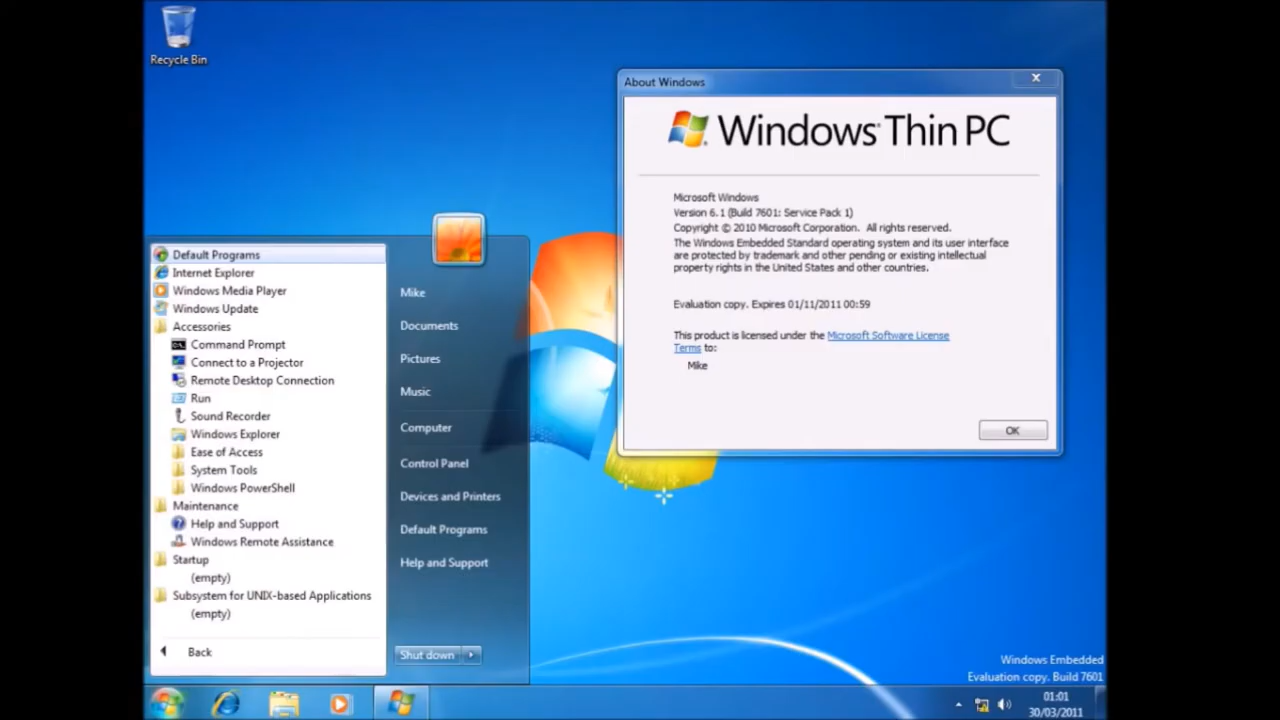 Recycle Bin
About Windows
Windows Thin PC
Microsoft Windows
Version 6.1 (Build 7601: Service Pack 1)
Copyright © 2010 Microsoft Corporation.  All rights reserved.
The Windows Embedded Standard operating system and its user interface
are protected by trademark and other pending or existing intellectual
property rights in the United States and other countries.
Evaluation copy. Expires 01/11/2011 00:59
This product is licensed under the Microsoft Software License
Terms to:
Mike
OK
Default Programs
Internet Explorer
Windows Media Player
Windows Update
Accessories
Command Prompt
Connect to a Projector
Remote Desktop Connection
Run
Sound Recorder
Windows Explorer
Ease of Access
System Tools
Windows PowerShell
Maintenance
Help and Support
Windows Remote Assistance
Startup
(empty)
Subsystem for UNIX-based Applications
(empty)
Back
Mike
Documents
Pictures
Music
Computer
Control Panel
Devices and Printers
Default Programs
Help and Support
Shut down
Windows Embedded
Evaluation copy. Build 7601
01:01
30/03/2011